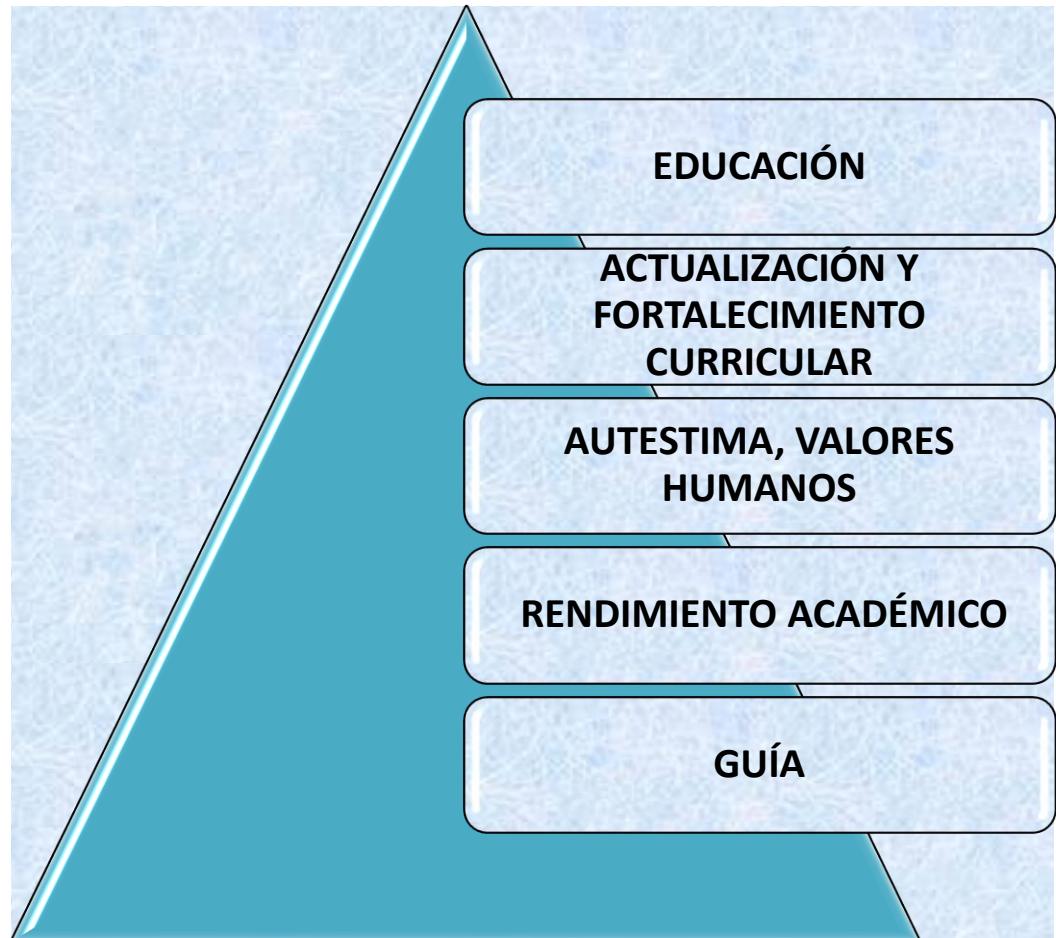 EDUCACIÓN
ACTUALIZACIÓN Y
FORTALECIMIENTO
CURRICULAR
AUTESTIMA, VALORES
HUMANOS
RENDIMIENTO ACADÉMICO
GUÍA